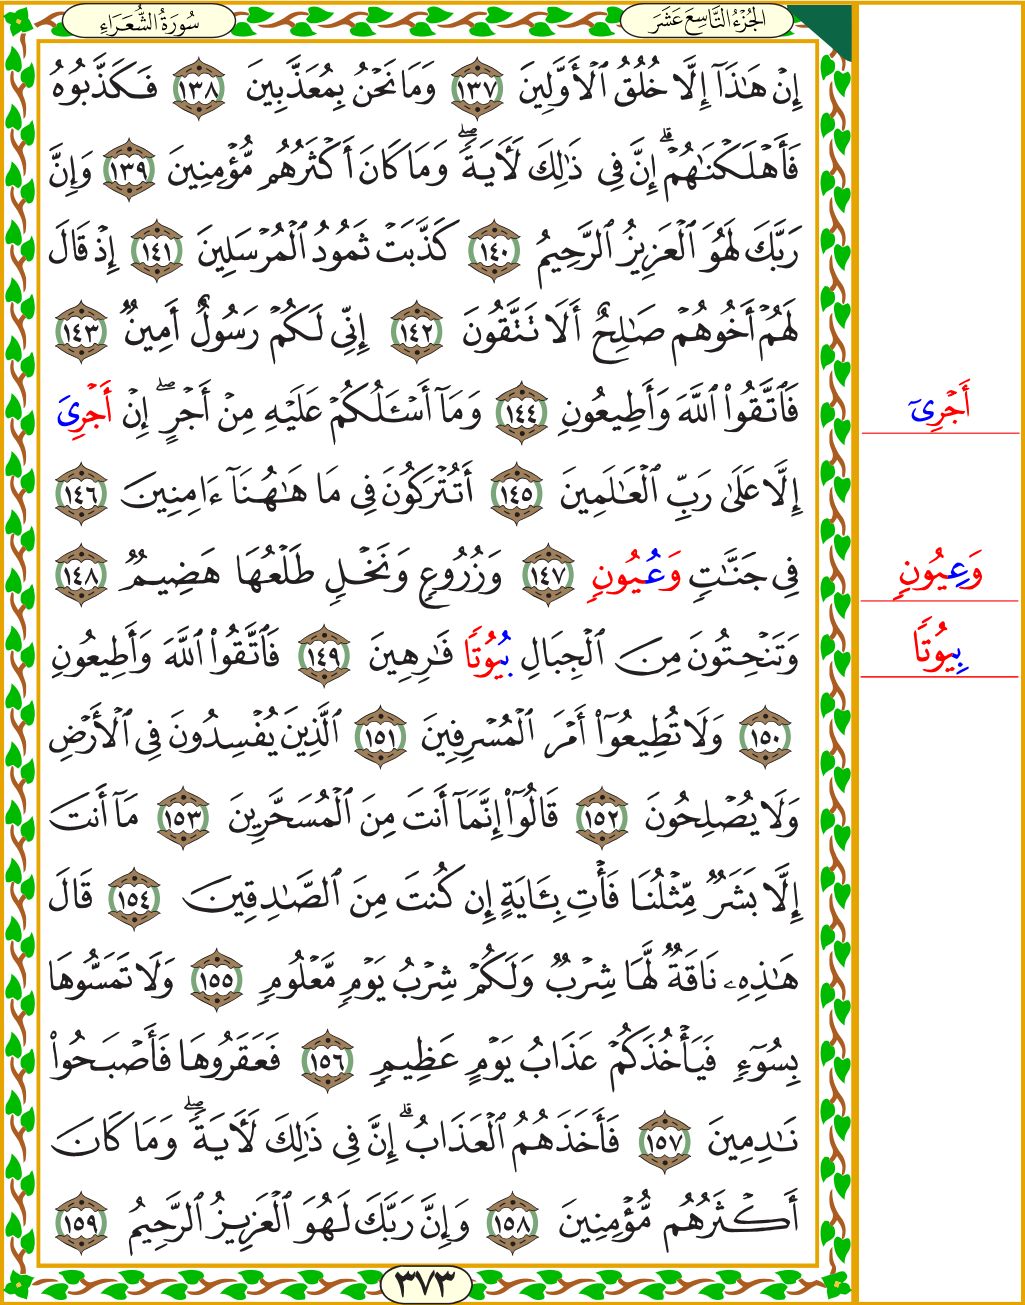 الجُزْءُ التَّاسِعَ عَشَرَ
سُورَةُ الشُّعَرَاءِ
إِنْ هَٰذَآ إِلَّا خُلُقُ ٱلْأَوَّلِينَ ١٣٧ وَمَا نَحْنُ بِمُعَذَّبِينَ ١٣٨ فَكَذَّبُوهُ
فَأَهْلَكْنَٰهُمْ ۗ إِنَّ فِى ذَٰلِكَ لَأَيَةً ۖ وَمَا كَانَ أَكْثَرُهُم مُّؤْمِنِينَ ١٣٩ وَإِنَّ
رَبَّكَ لَهُوَ ٱلْعَزِيزُ ٱلرَّحِيمُ ١٤٠ كَذَّبَتْ ثَمُودُ ٱلْمُرْسَلِينَ ١٤١ إِذْ قَالَ
لَهُمْ أَخُوهُمْ صَٰلِحٌ أَلَا تَتَّقُونَ ١٤٢ إِنِّى لَكُمْ رَسُولٌ أَمِينٌ ١٤٣
فَٱتَّقُوا۟ ٱللَّهَ وَأَطِيعُونِ ١٤٤ وَمَآ أَسْـَٔلُكُمْ عَلَيْهِ مِنْ أَجْرٍ ۖ إِنْ أَجْرِىَ
أَجْرِىٓ
إِلَّا عَلَىٰ رَبِّ ٱلْعَٰلَمِينَ ١٤٥ أَتُتْرَكُونَ فِى مَا هَٰهُنَآ ءَامِنِينَ ١٤٦
فِى جَنَّٰتٍ وَعُيُونٍ ١٤٧ وَزُرُوعٍ وَنَخْلٍ طَلْعُهَا هَضِيمٌ ١٤٨
وَعِيُونٍ
وَتَنْحِتُونَ مِنَ ٱلْجِبَالِ بُيُوتًا فَٰرِهِينَ ١٤٩ فَٱتَّقُوا۟ ٱللَّهَ وَأَطِيعُونِ
بِيُوتًا
١٥٠ وَلَا تُطِيعُوٓا۟ أَمْرَ ٱلْمُسْرِفِينَ ١٥١ ٱلَّذِينَ يُفْسِدُونَ فِى ٱلْأَرْضِ
وَلَا يُصْلِحُونَ ١٥٢ قَالُوٓا۟ إِنَّمَآ أَنتَ مِنَ ٱلْمُسَحَّرِينَ ١٥٣ مَآ أَنتَ
إِلَّا بَشَرٌ مِّثْلُنَا فَأْتِ بِـَٔايَةٍ إِن كُنتَ مِنَ ٱلصَّٰدِقِينَ ١٥٤ قَالَ
هَٰذِهِۦ نَاقَةٌ لَّهَا شِرْبٌ وَلَكُمْ شِرْبُ يَوْمٍ مَّعْلُومٍ ١٥٥ وَلَا تَمَسُّوهَا
بِسُوٓءٍ فَيَأْخُذَكُمْ عَذَابُ يَوْمٍ عَظِيمٍ ١٥٦ فَعَقَرُوهَا فَأَصْبَحُوا۟
نَٰدِمِينَ ١٥٧ فَأَخَذَهُمُ ٱلْعَذَابُ ۗ إِنَّ فِى ذَٰلِكَ لَأَيَةً ۖ وَمَا كَانَ
أَكْثَرُهُم مُّؤْمِنِينَ ١٥٨ وَإِنَّ رَبَّكَ لَهُوَ ٱلْعَزِيزُ ٱلرَّحِيمُ ١٥٩
٣٧٣